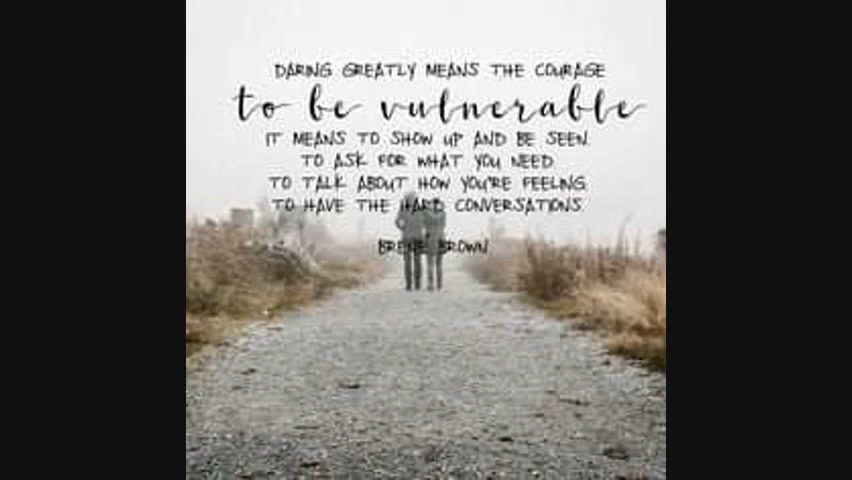 DARING GREATLY MEANS THE COURAGE
to be vulnerable
IT MEANS TO SHOW UP AND BE SEEN.
TO ASK FOR WHAT YOU NEED.
TO TALK ABOUT HOW YOU'RE FEELING.
TO HAVE THE HARD CONVERSATIONS.
BRENE BROWN